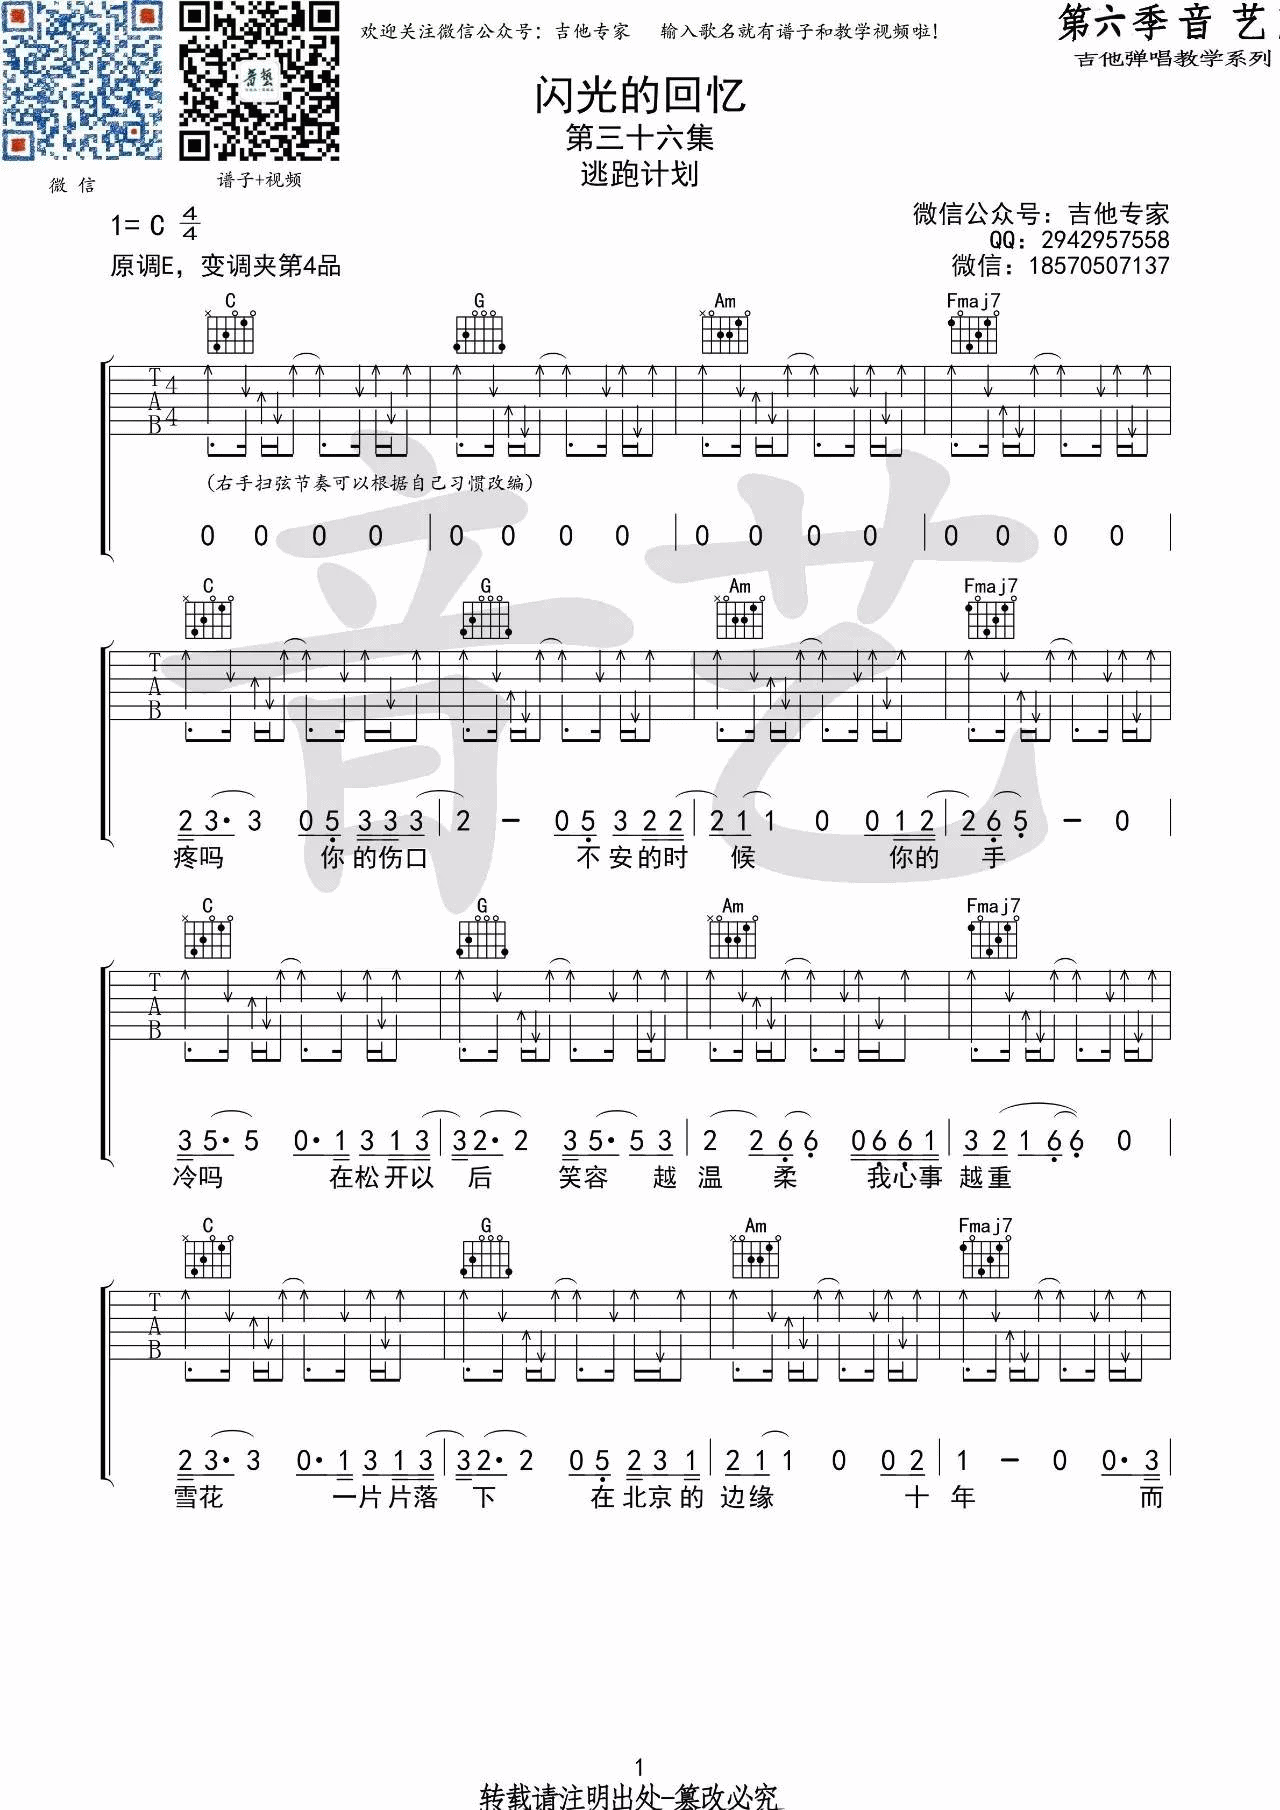 欢迎关注微信公众号：吉他专家 输入歌名就有谱子和教学视频啦！
第六季音艺
吉他弹唱教学系列
微信
谱子+视频
闪光的回忆
第三十六集
逃跑计划
1= C 4/4
原调E，变调夹第4品
微信公众号：吉他专家
QQ：2942957558
微信：18570507137
C G Am Fmaj7
T A B 4 4
（右手扫弦节奏可以根据自己习惯改编）
0 0 0 0 | 0 0 0 0 | 0 0 0 0 | 0 0 0 0 |
C G Am Fmaj7
T A B
2 3· 3 0 5 3 3 3 | 2 – 0 5 3 2 2 | 2 1 1 0 0 1 2 | 2 6 5 – 0 |
疼吗 你的伤口 不安的时候 你的手
C G Am Fmaj7
T A B
3 5· 5 0· 1 3 1 3 | 3 2· 2 3 5· 5 3 | 2 2 6 6 0 6 6 1 | 3 2 1 6 6 0 |
冷吗 在松开以后 笑容越温柔 我心事越重
C G Am Fmaj7
T A B
2 3· 3 0· 1 3 1 3 | 3 2· 2 0 5 2 3 1 | 2 1 1 0 0 2 | 1 – 0 0· 3 |
雪花 一片片落下 在北京的边缘 十年 而
1
转载请注明出处-篡改必究
音艺